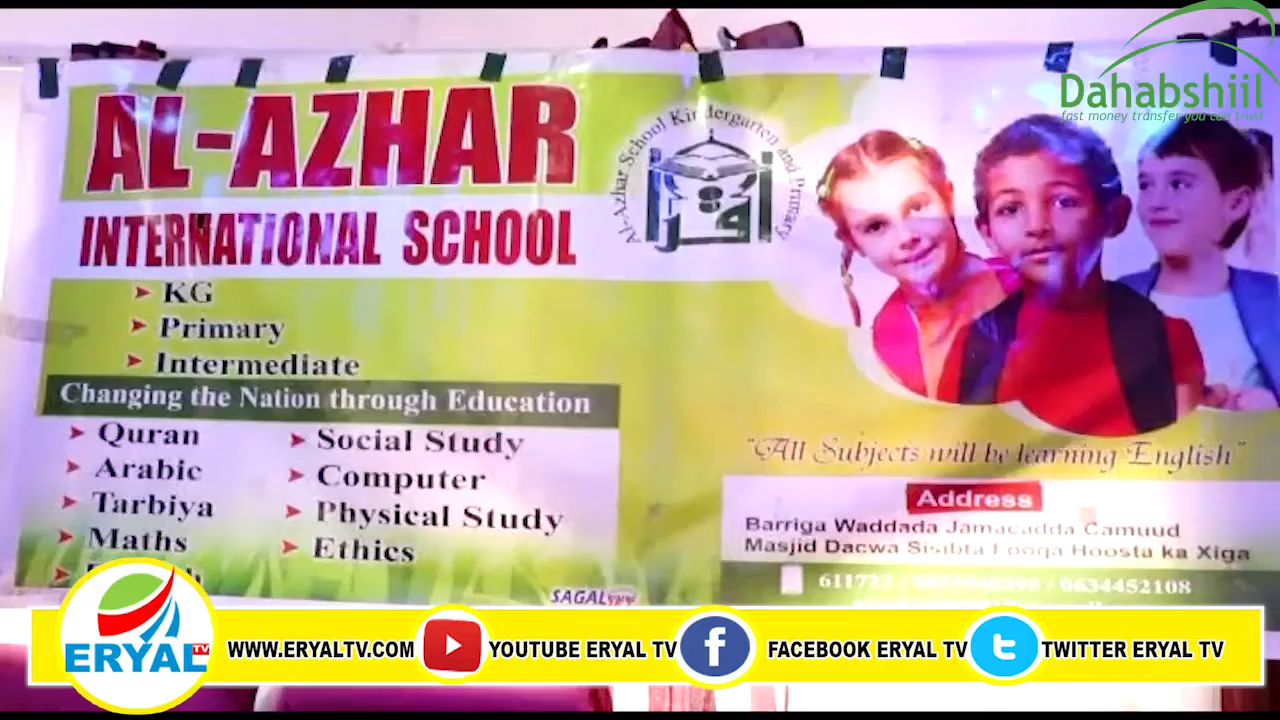 Dahabshiil
fast money transfer you can trust
AL-AZHAR
INTERNATIONAL SCHOOL
KG
Primary
Intermediate
Changing the Nation through Education
Quran
Arabic
Tarbiya
Maths
Social Study
Computer
Physical Study
Ethics
Al-Azhar School Kindergarten and Primary
اقرأ
"All Subjects will be learning English"
Address
Barriga Waddada Jamacadda Camuud
Masjid Dacwa Sisibta Hooqa Hoosta ka Xiga
/ 0634452108
SAGAL
ERYAL TV
WWW.ERYALTV.COM
YOUTUBE ERYAL TV
FACEBOOK ERYAL TV
TWITTER ERYAL TV